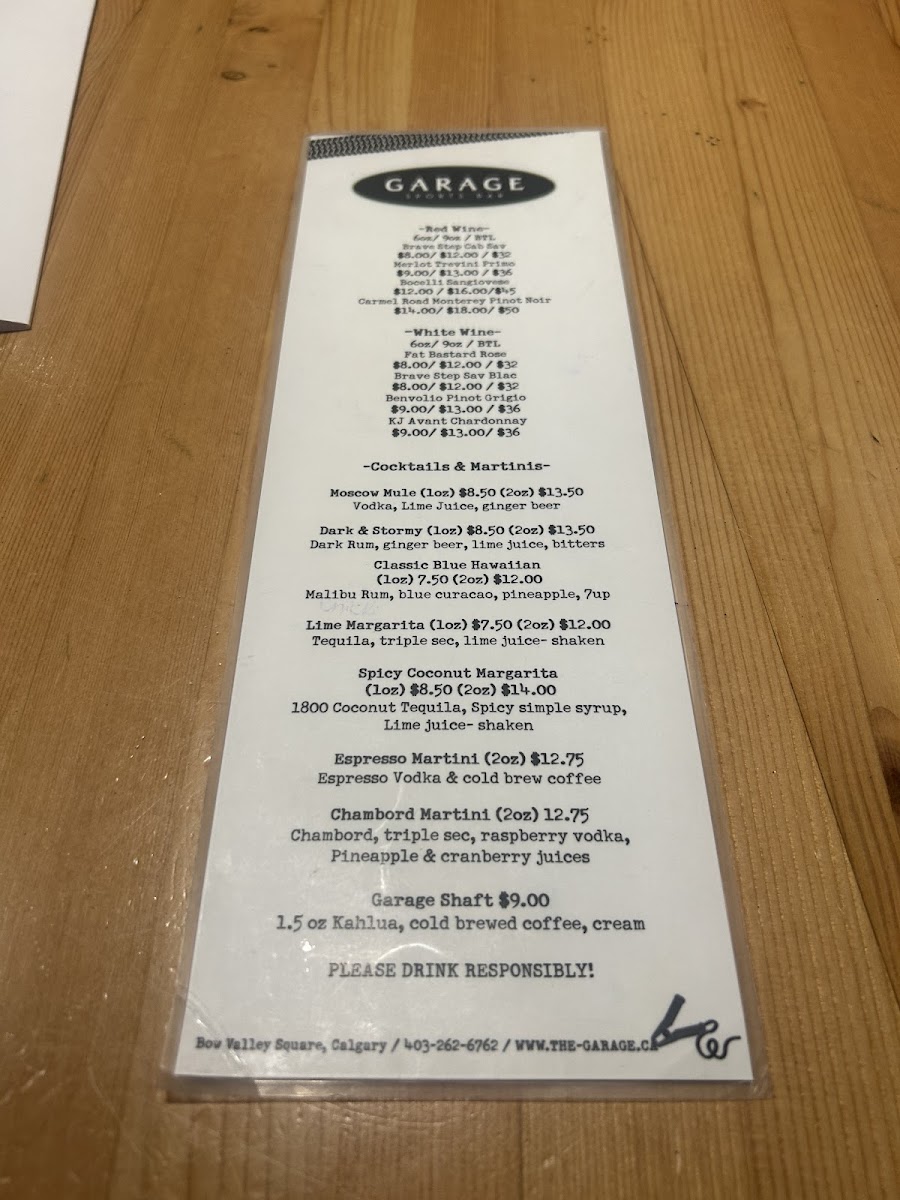 GARAGE
SPORTS BAR
-Red Wine-
6oz/ 9oz / BTL
Brave Step Cab Sav
$8.00/ $12.00 / $32
Merlot Trevini Primo
$9.00/ $13.00 / $36
Bocelli Sangiovese
$12.00 / $16.00/$45
Carmel Road Monterey Pinot Noir
$14.00/ $18.00/ $50
-White Wine-
6oz/ 9oz / BTL
Fat Bastard Rose
$8.00/ $12.00 / $32
Brave Step Sav Blac
$8.00/ $12.00 / $32
Benvolio Pinot Grigio
$9.00/ $13.00 / $36
KJ Avant Chardonnay
$9.00/ $13.00/ $36
-Cocktails & Martinis-
Moscow Mule (1oz) $8.50 (2oz) $13.50
Vodka, Lime Juice, ginger beer
Dark & Stormy (1oz) $8.50 (2oz) $13.50
Dark Rum, ginger beer, lime juice, bitters
Classic Blue Hawaiian
(1oz) 7.50 (2oz) $12.00
Malibu Rum, blue curacao, pineapple, 7up
Lime Margarita (1oz) $7.50 (2oz) $12.00
Tequila, triple sec, lime juice- shaken
Spicy Coconut Margarita
(1oz) $8.50 (2oz) $14.00
1800 Coconut Tequila, Spicy simple syrup,
Lime juice- shaken
Espresso Martini (2oz) $12.75
Espresso Vodka & cold brew coffee
Chambord Martini (2oz) 12.75
Chambord, triple sec, raspberry vodka,
Pineapple & cranberry juices
Garage Shaft $9.00
1.5 oz Kahlua, cold brewed coffee, cream
PLEASE DRINK RESPONSIBLY!
Bow Valley Square, Calgary / 403-262-6762 / WWW.THE-GARAGE.CA